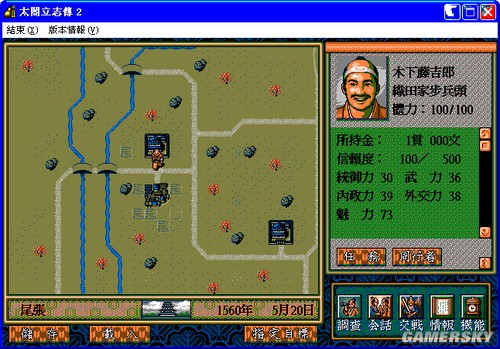 太閤立志傳 2
結束(X) 版本情報(V)
木下藤吉郎
織田家步兵頭
體力：100/100
所持金： 1貫 000文
信賴度： 100／ 500
統御力 30 武 力 36
内政力 39 外交力 38
魅 力 73
任務 同行者
尾張 1560年 5月20日
儲存 載入 指定目標
調查 会話 交戦 情報 機能
GAMERSKY